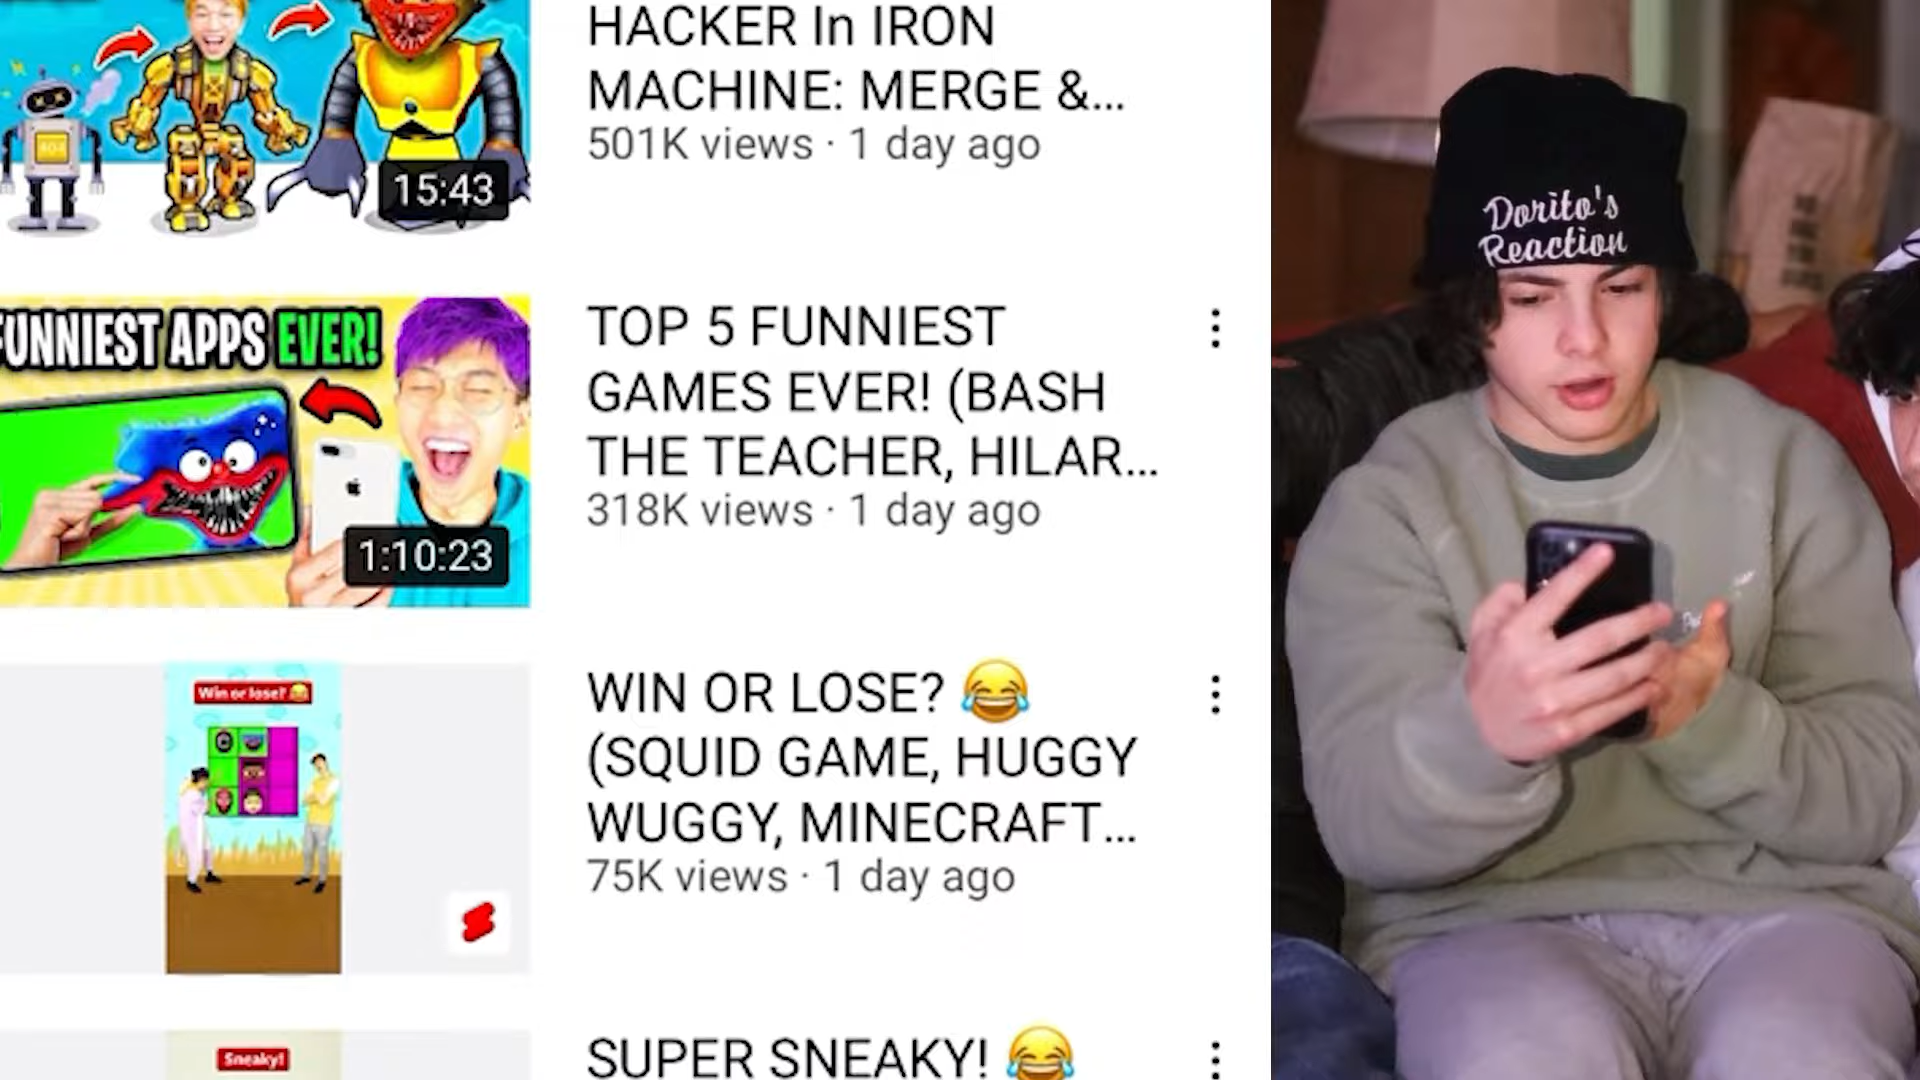 HACKER In IRON
MACHINE: MERGE &...
501K views · 1 day ago
404
15:43
FUNNIEST APPS EVER!
1:10:23
TOP 5 FUNNIEST
GAMES EVER! (BASH
THE TEACHER, HILAR...
318K views · 1 day ago
Win or lose? 😂
WIN OR LOSE? 😂
(SQUID GAME, HUGGY
WUGGY, MINECRAFT...
75K views · 1 day ago
Sneaky!
SUPER SNEAKY! 😂
Dorito's
Reaction